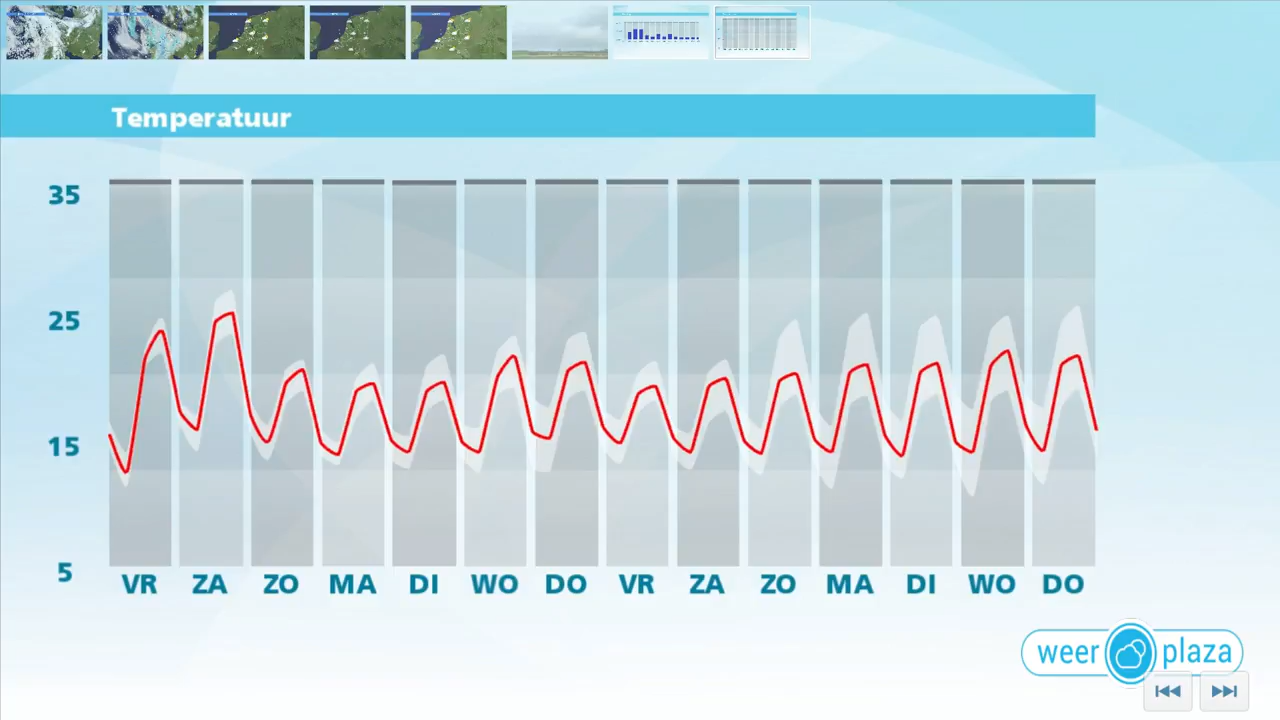 Temperatuur
35
25
15
5
VR ZA ZO MA DI WO DO VR ZA ZO MA DI WO DO
weer plaza